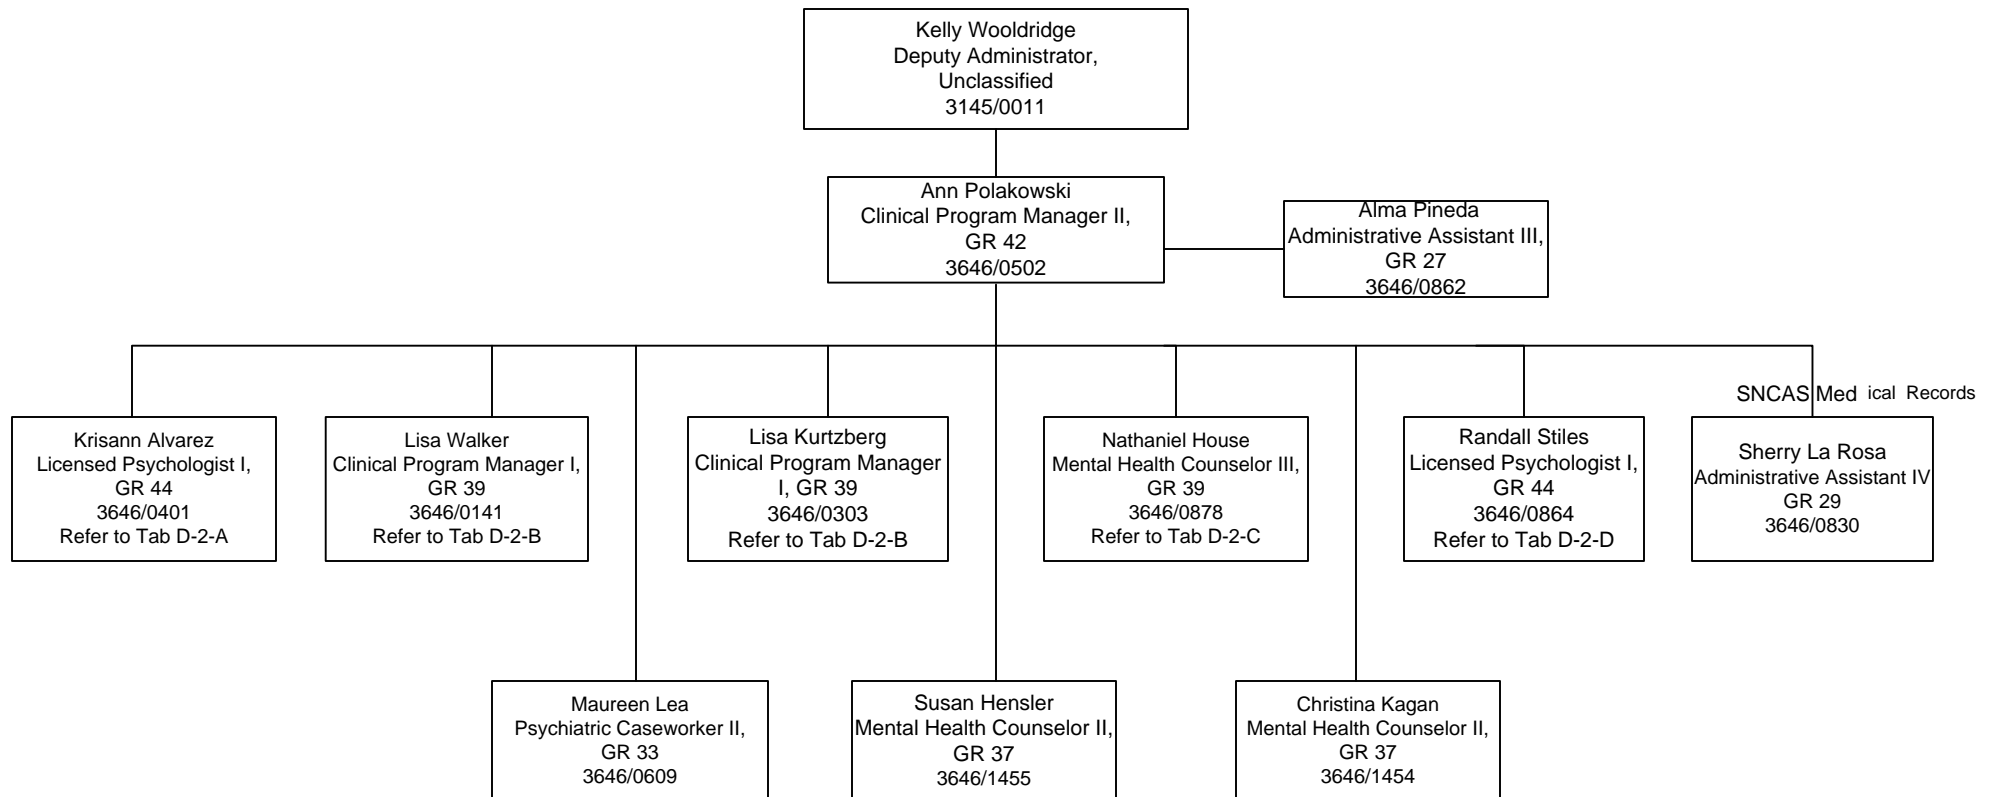 Kelly Wooldridge
Deputy Administrator,
Unclassified
3145/0011
Ann Polakowski
Clinical Program Manager II,
GR 42
3646/0502
Alma Pineda
Administrative Assistant III,
GR 27
3646/0862
Krisann Alvarez
Licensed Psychologist I,
GR 44
3646/0401
Refer to Tab D-2-A
Lisa Walker
Clinical Program Manager I,
GR 39
3646/0141
Refer to Tab D-2-B
Lisa Kurtzberg
Clinical Program Manager
I, GR 39
3646/0303
Refer to Tab D-2-B
Nathaniel House
Mental Health Counselor III,
GR 39
3646/0878
Refer to Tab D-2-C
Randall Stiles
Licensed Psychologist I,
GR 44
3646/0864
Refer to Tab D-2-D
SNCAS Medical Records
Sherry La Rosa
Administrative Assistant IV
GR 29
3646/0830
Maureen Lea
Psychiatric Caseworker II,
GR 33
3646/0609
Susan Hensler
Mental Health Counselor II,
GR 37
3646/1455
Christina Kagan
Mental Health Counselor II,
GR 37
3646/1454